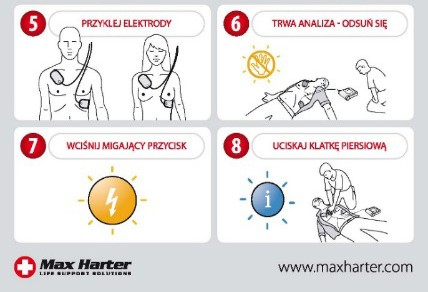 5 PRZYKLEJ ELEKTRODY
6 TRWA ANALIZA - ODSUŃ SIĘ
7 WCIŚNIJ MIGAJĄCY PRZYCISK
8 UCISKAJ KLATKĘ PIERSIOWĄ
i
Max Harter
LIFE SUPPORT SOLUTIONS
www.maxharter.com